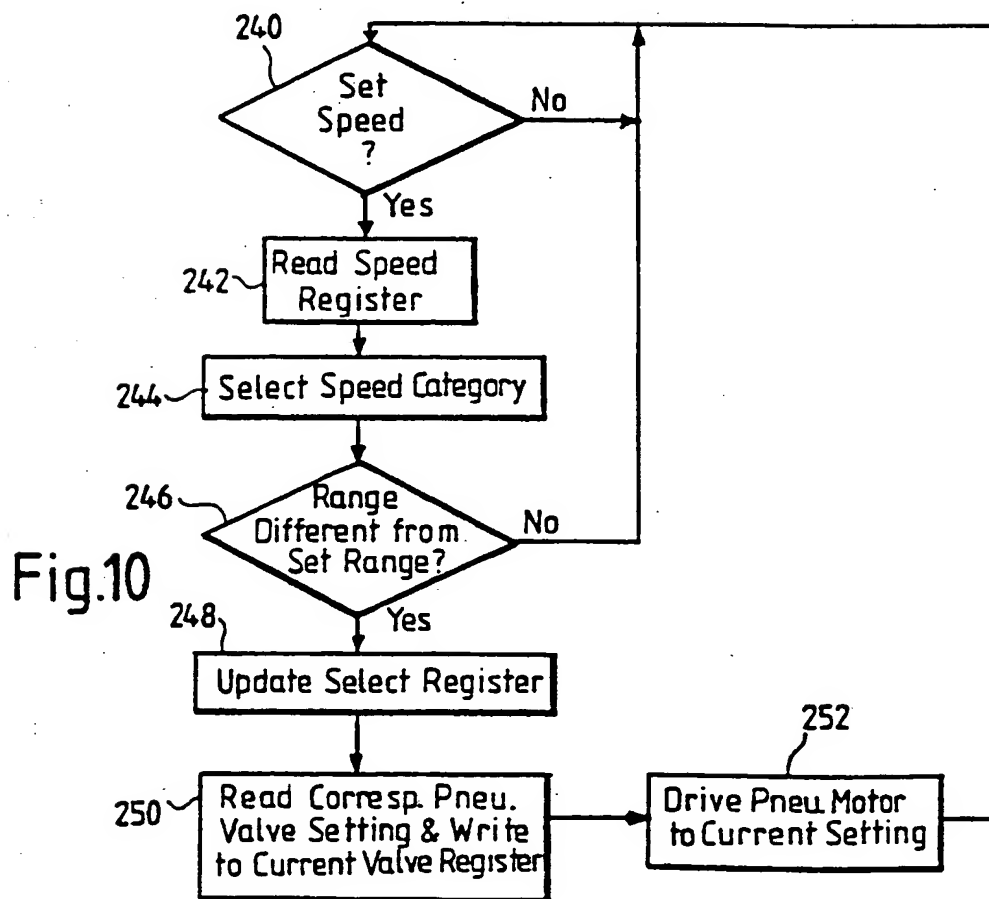 240
Set
Speed
?
No
Yes
242
Read Speed
Register
244
Select Speed Category
246
Range
Different from
Set Range?
No
Fig.10
Yes
248
Update Select Register
250
Read Corresp. Pneu.
Valve Setting & Write
to Current Valve Register
252
Drive Pneu. Motor
to Current Setting